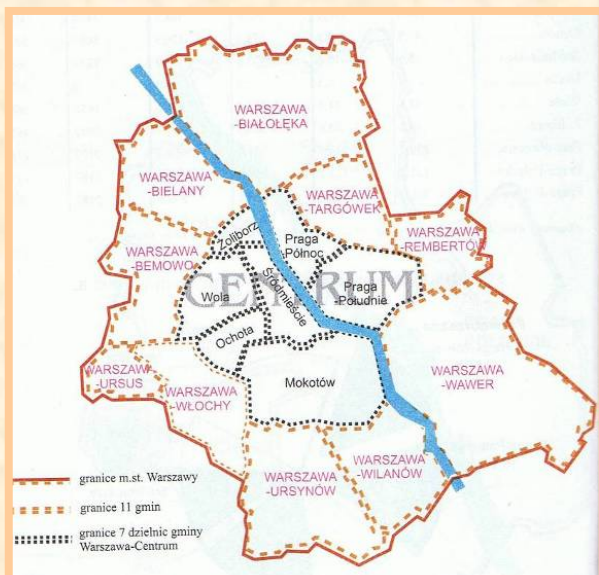 WARSZAWA
-BIAŁOŁĘKA
WARSZAWA
-BIELANY
WARSZAWA
-TARGÓWEK
WARSZAWA
-REMBERTÓW
WARSZAWA
-BEMOWO
Żoliborz
Praga
-Północ
CENTRUM
Śródmieście
Wola
Praga
-Południe
Ochota
WARSZAWA
-URSUS
WARSZAWA
-WŁOCHY
Mokotów
WARSZAWA
-WAWER
WARSZAWA
-URSYNÓW
WARSZAWA
-WILANÓW
granice m.st. Warszawy
granice 11 gmin
granice 7 dzielnic gminy
Warszawa-Centrum